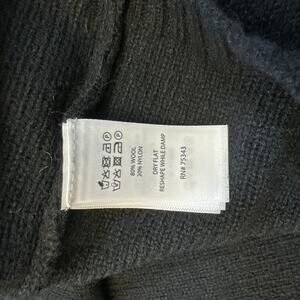 80% WOOL
20% NYLON
DRY FLAT
RESHAPE WHILE DAMP
RN# 75343